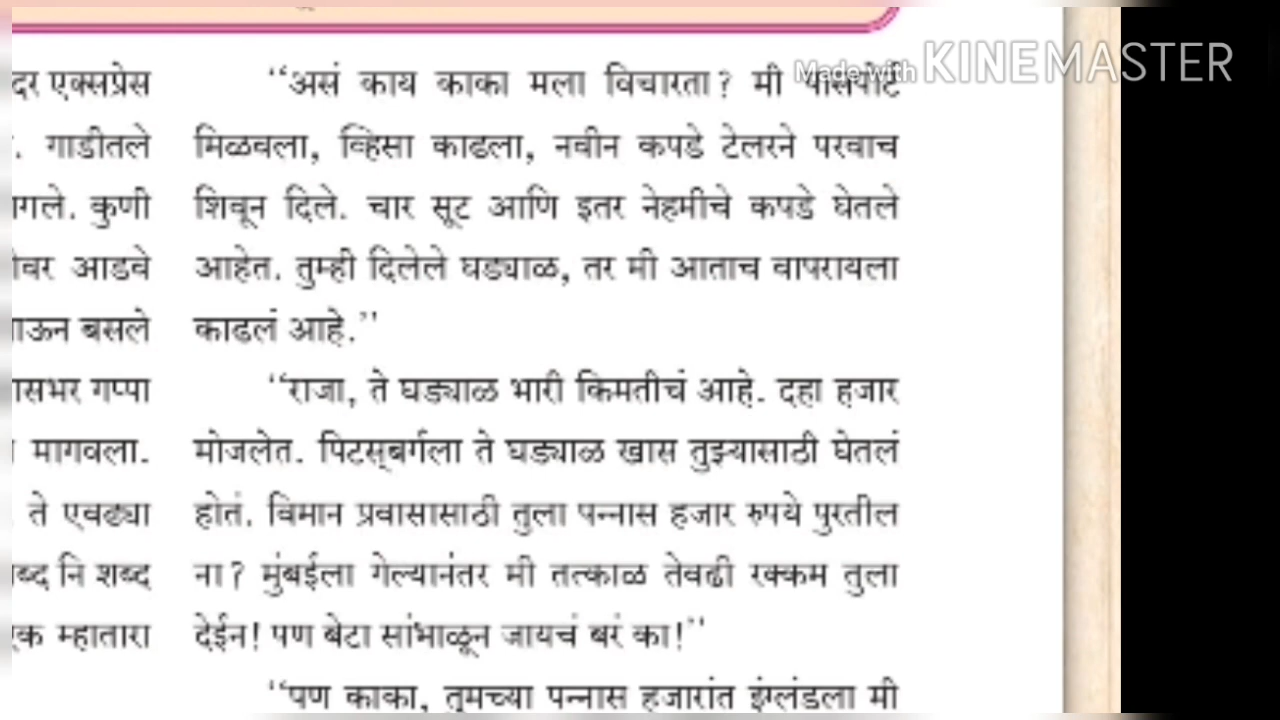 Made with KINEMASTER
दर एक्सप्रेस
. गाडीतले
गले. कुणी
वर आडवे
ऊन बसले
सभर गप्पा
मागवला.
ते एवढ्या
ब्द नि शब्द
एक म्हातारा
“असं काय काका मला विचारता? मी पासपोर्ट
मिळवला, व्हिसा काढला, नवीन कपडे टेलरने परवाच
शिवून दिले. चार सूट आणि इतर नेहमीचे कपडे घेतले
आहेत. तुम्ही दिलेले घड्याळ, तर मी आताच वापरायला
काढलं आहे.”
“राजा, ते घड्याळ भारी किमतीचं आहे. दहा हजार
मोजलेत. पिटस्‌बर्गला ते घड्याळ खास तुझ्यासाठी घेतलं
होतं. विमान प्रवासासाठी तुला पन्नास हजार रुपये पुरतील
ना? मुंबईला गेल्यानंतर मी तत्काळ तेवढी रक्कम तुला
देईन! पण बेटा सांभाळून जायचं बरं का!”
“पण काका, तुमच्या पन्नास हजारांत इंग्लंडला मी